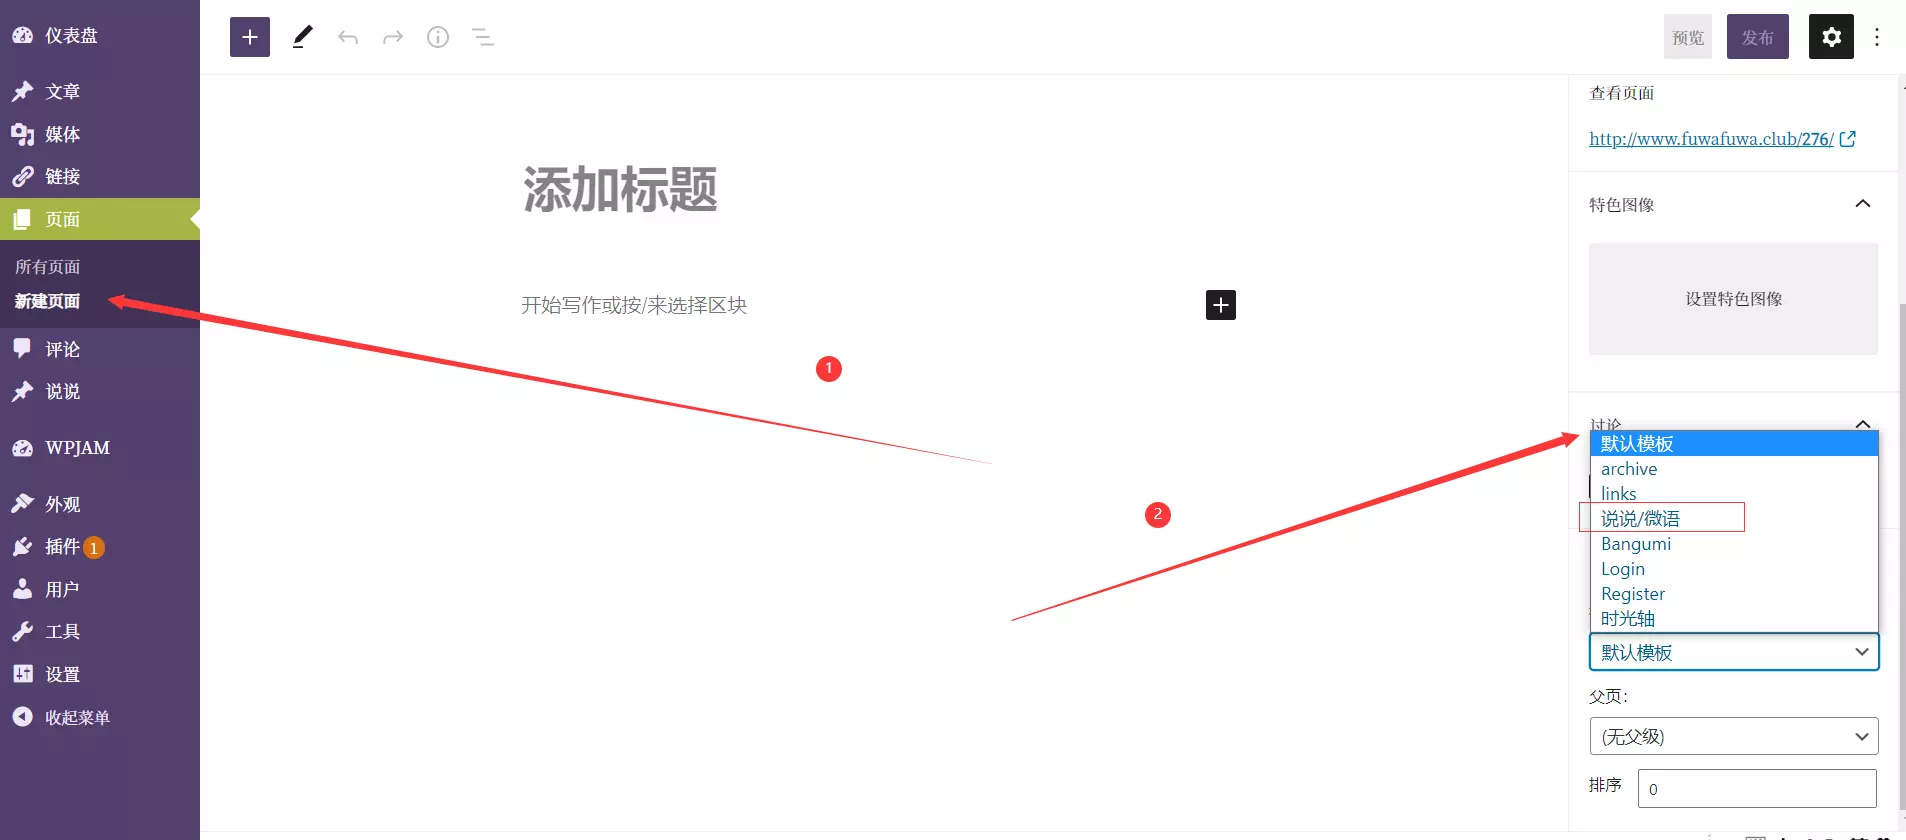 仪表盘
文章
媒体
链接
页面
所有页面
新建页面
评论
说说
WPJAM
外观
插件 1
用户
工具
设置
收起菜单
预览
发布
添加标题
开始写作或按/来选择区块
1
2
查看页面
http://www.fuwafuwa.club/276/
特色图像
设置特色图像
讨论
默认模板
archive
links
说说/微语
Bangumi
Login
Register
时光轴
默认模板
父页:
(无父级)
排序
0